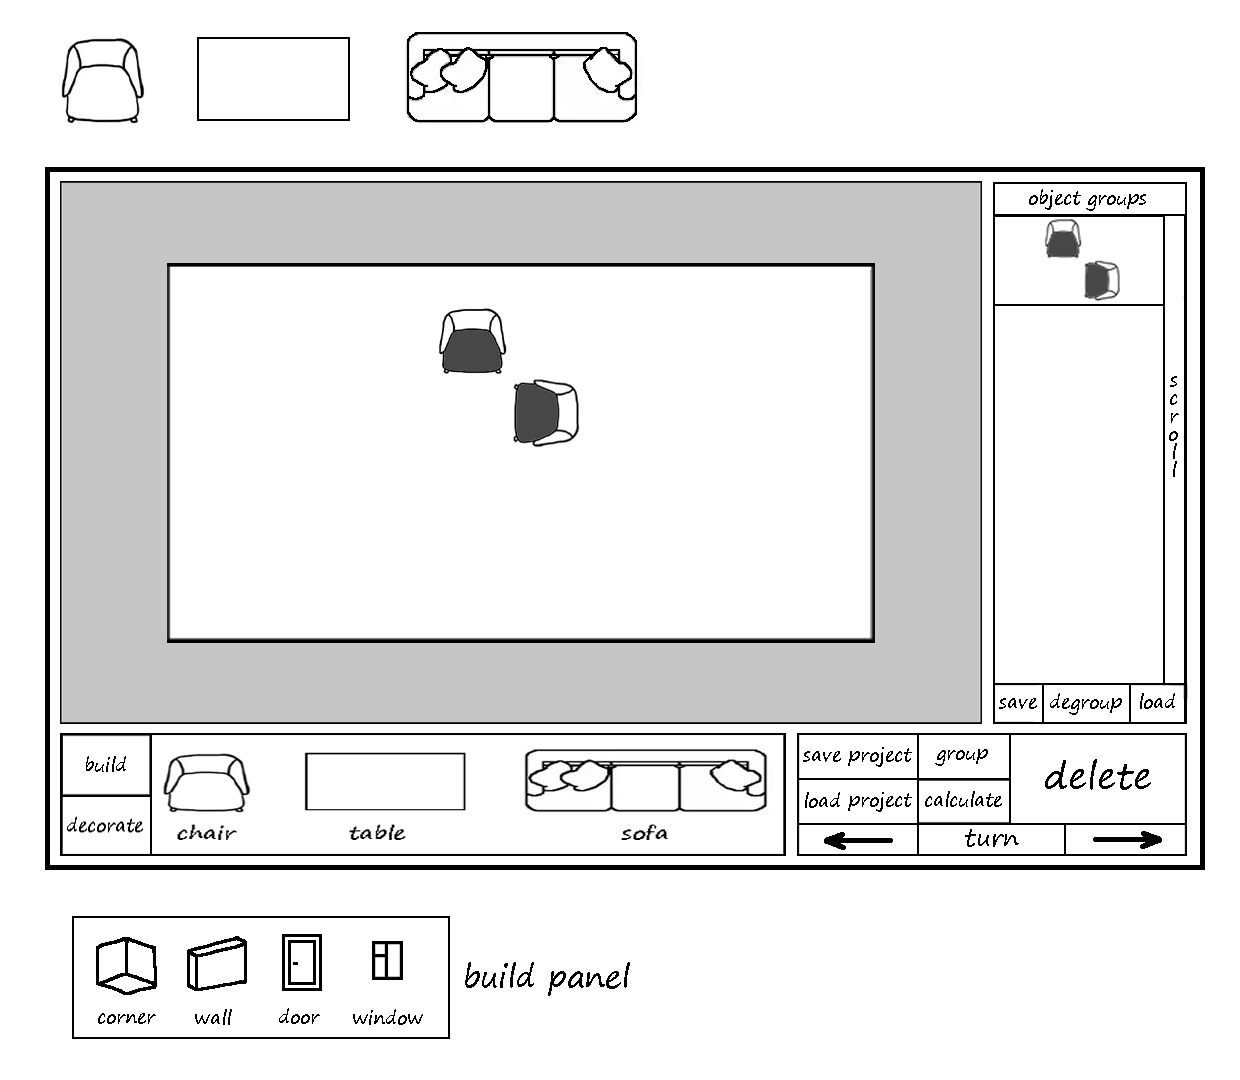 object groups
scroll
save degroup load
build
decorate
chair table sofa
save project group
delete
load project calculate
turn
build panel
corner wall door window